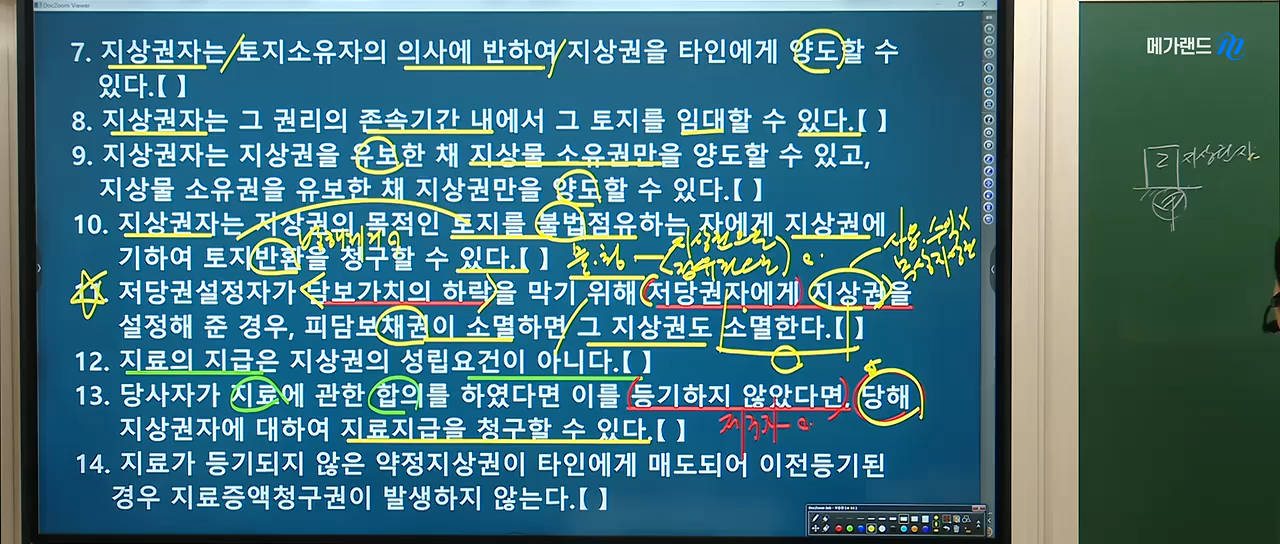 DocZoom Viewer
메가랜드
7. 지상권자는 토지소유자의 의사에 반하여 지상권을 타인에게 양도할 수
있다.【 】
8. 지상권자는 그 권리의 존속기간 내에서 그 토지를 임대할 수 있다.【 】
9. 지상권자는 지상권을 유보한 채 지상물 소유권만을 양도할 수 있고,
지상물 소유권을 유보한 채 지상권만을 양도할 수 있다.【 】
10. 지상권자는 지상권의 목적인 토지를 불법점유하는 자에게 지상권에
기하여 토지반환을 청구할 수 있다.【 】
물.청 지상권으로
점유권으로
사용.수익X
저당권설정자가 담보가치의 하락을 막기 위해 저당권자에게 지상권을
설정해 준 경우, 피담보채권이 소멸하면 그 지상권도 소멸한다.【 】
12. 지료의 지급은 지상권의 성립요건이 아니다.【 】
13. 당사자가 지료에 관한 합의를 하였다면 이를 등기하지 않았다면, 당해
지상권자에 대하여 지료지급을 청구할 수 있다.【 】
14. 지료가 등기되지 않은 약정지상권이 타인에게 매도되어 이전등기된
경우 지료증액청구권이 발생하지 않는다.【 】